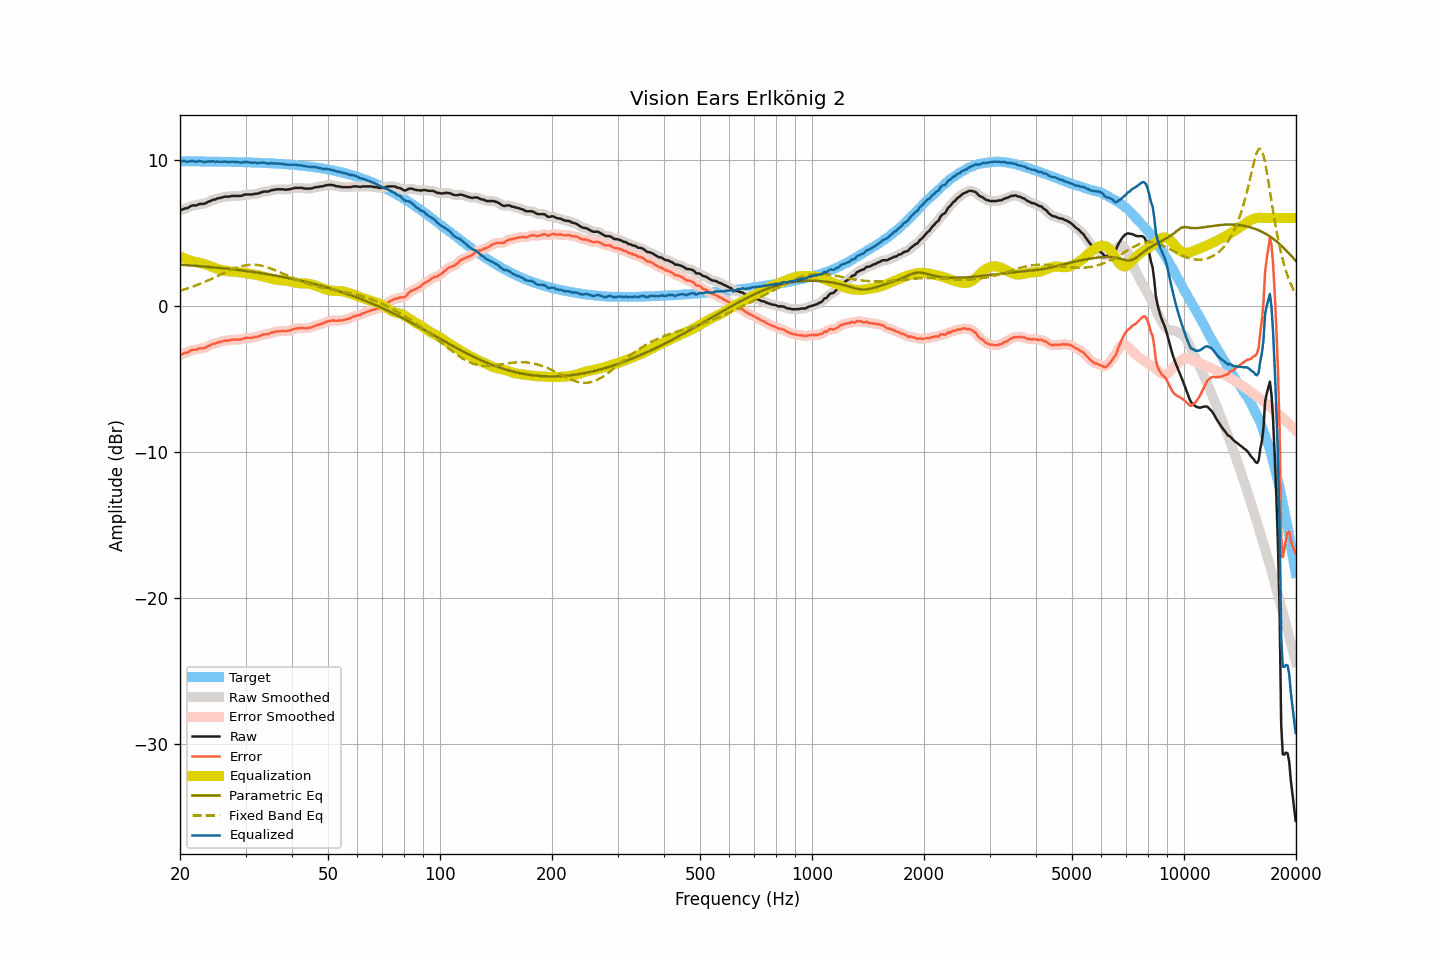 Vision Ears Erlkönig 2
Amplitude (dBr)
10
0
−10
−20
−30
Target
Raw Smoothed
Error Smoothed
Raw
Error
Equalization
Parametric Eq
Fixed Band Eq
Equalized
20 50 100 200 500 1000 2000 5000 10000 20000
Frequency (Hz)